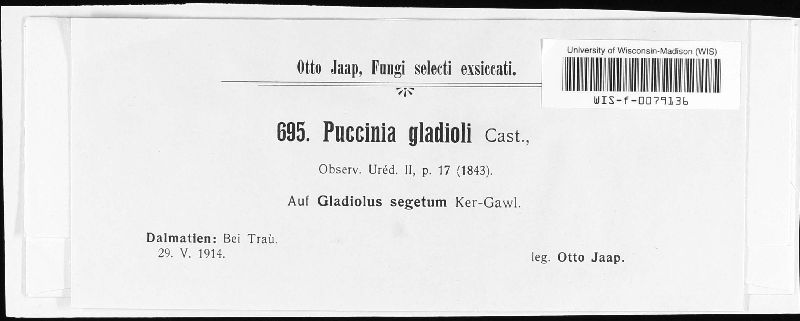 University of Wisconsin-Madison (WIS)
WIS-f-0079136
Otto Jaap, Fungi selecti exsiccati.
695. Puccinia gladioli Cast.,
Observ. Uréd. II, p. 17 (1843).
Auf Gladiolus segetum Ker-Gawl.
Dalmatien: Bei Traù.
29. V. 1914.
leg. Otto Jaap.